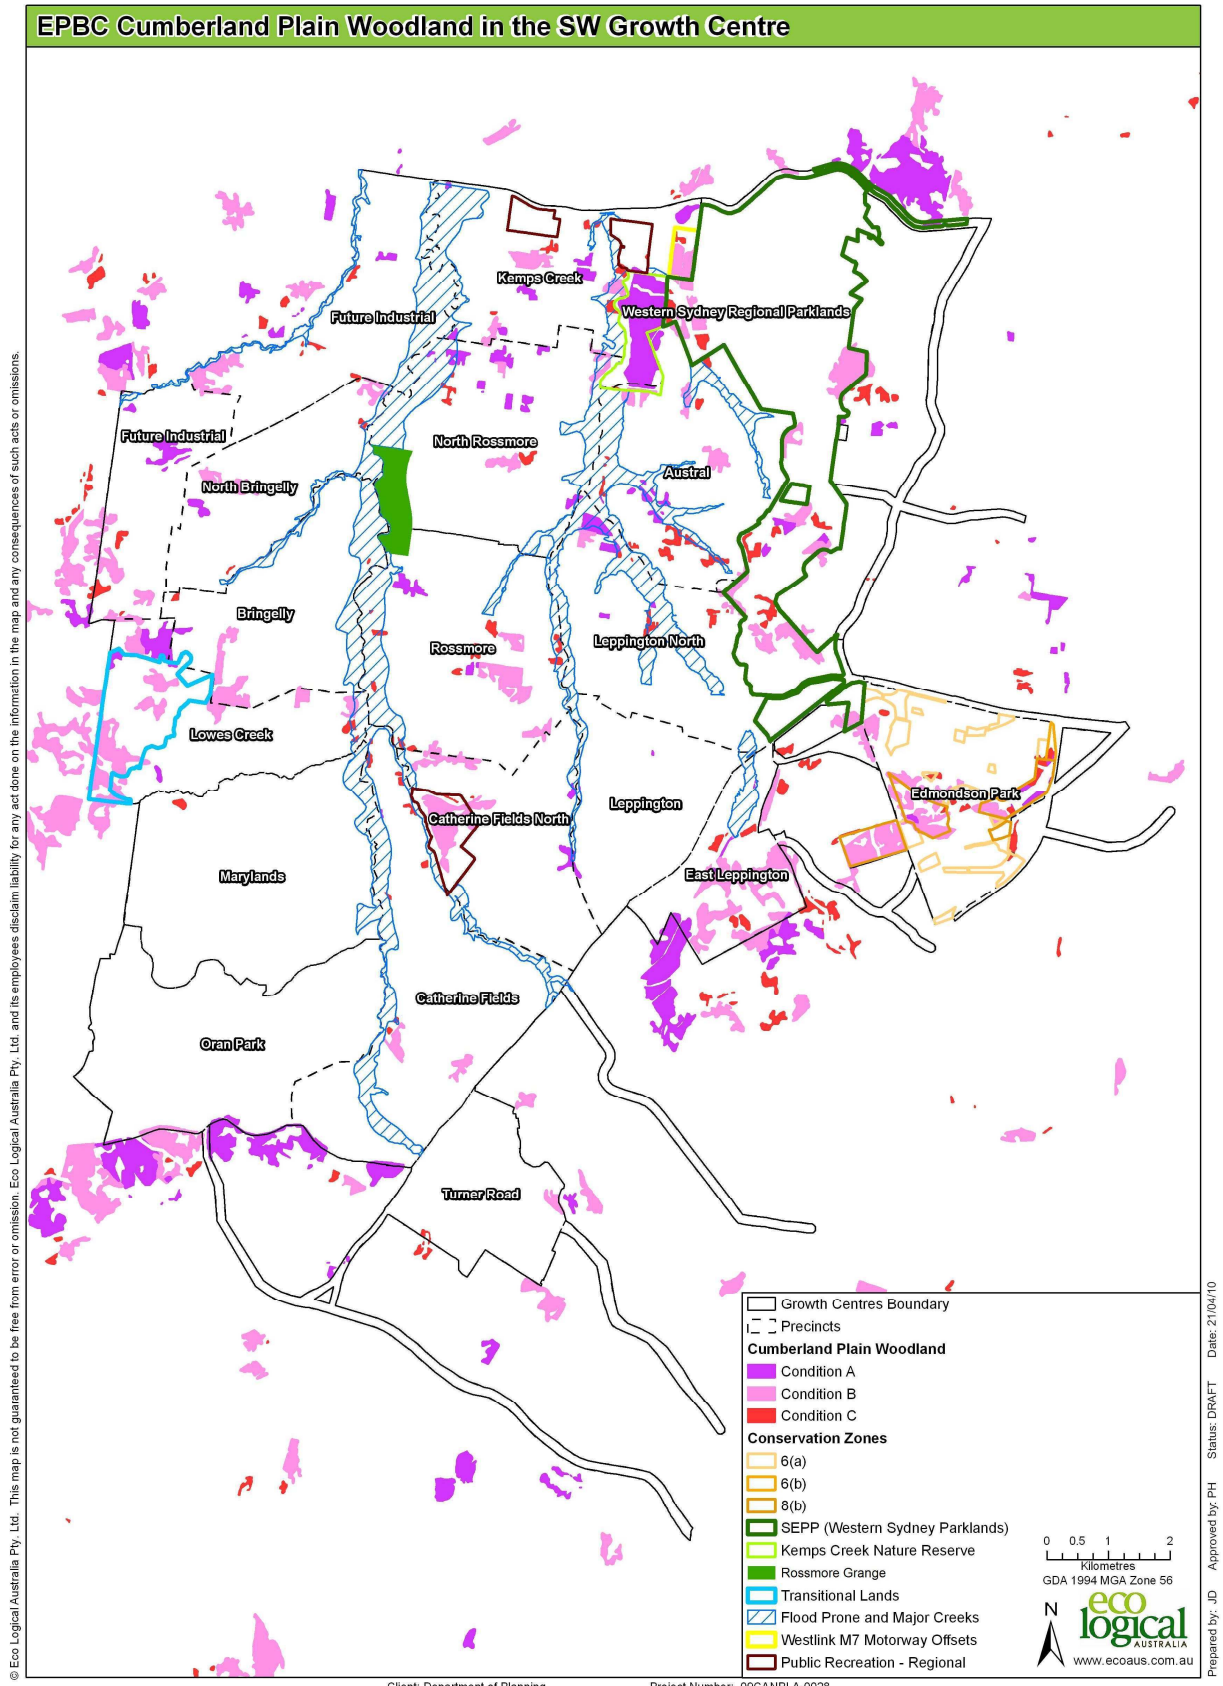 EPBC Cumberland Plain Woodland in the SW Growth Centre
Kemps Creek
Future Industrial
Western Sydney Regional Parklands
Future Industrial
North Rossmore
Austral
North Bringelly
Bringelly
Rossmore
Leppington North
Lowes Creek
Edmondson Park
Leppington
Catherine Fields North
Marylands
East Leppington
Catherine Fields
Oran Park
Turner Road
Growth Centres Boundary
Precincts
Cumberland Plain Woodland
Condition A
Condition B
Condition C
Conservation Zones
6(a)
6(b)
8(b)
SEPP (Western Sydney Parklands)
Kemps Creek Nature Reserve
Rossmore Grange
Transitional Lands
Flood Prone and Major Creeks
Westlink M7 Motorway Offsets
Public Recreation - Regional
0 0.5 1 2
Kilometres
GDA 1994 MGA Zone 56
N
eco
logical
AUSTRALIA
www.ecoaus.com.au
© Eco Logical Australia Pty. Ltd. This map is not guaranteed to be free from error or omission. Eco Logical Australia Pty. Ltd. and its employees disclaim liability for any act done on the information in the map and any consequences of such acts or omissions.
Prepared by: JD Approved by: PH Status: DRAFT Date: 21/04/10
Client: Department of Planning Project Number: